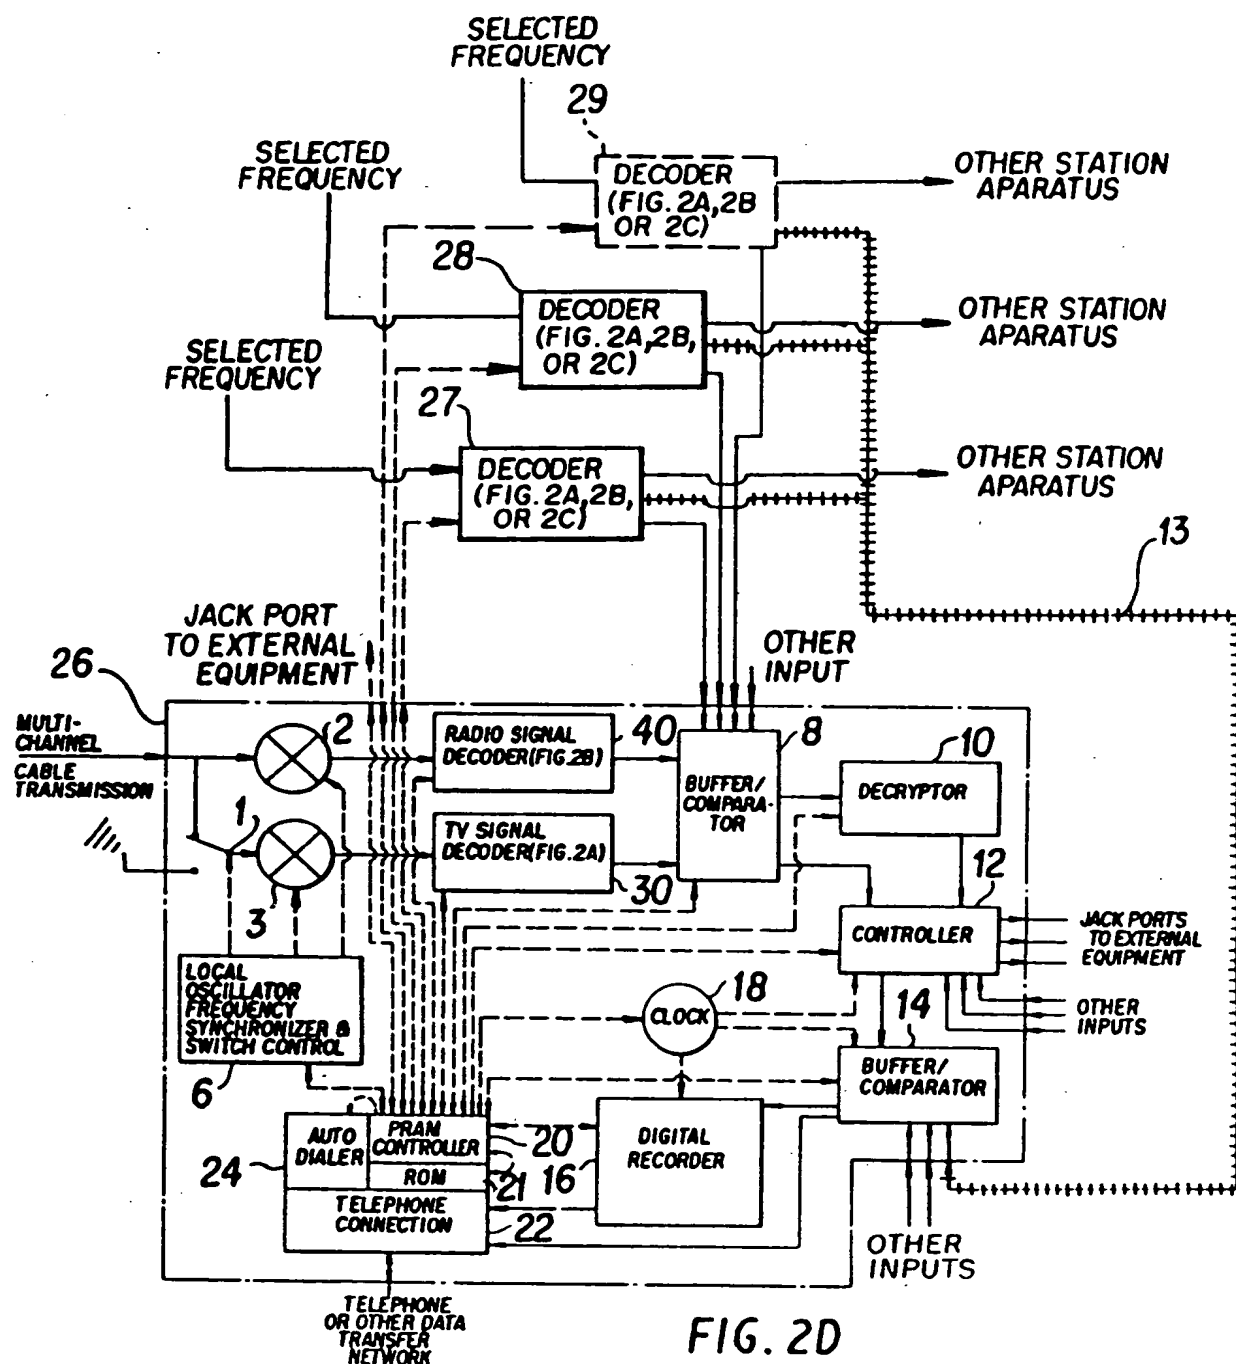 SELECTED
FREQUENCY
29
SELECTED
FREQUENCY
DECODER
(FIG. 2A, 2B
OR 2C)
OTHER STATION
APARATUS
28
DECODER
(FIG. 2A, 2B,
OR 2C)
OTHER STATION
APARATUS
SELECTED
FREQUENCY
27
DECODER
(FIG. 2A, 2B,
OR 2C)
OTHER STATION
APARATUS
13
JACK PORT
TO EXTERNAL
EQUIPMENT
OTHER
INPUT
26
MULTI-
CHANNEL
CABLE
TRANSMISSION
2
RADIO SIGNAL
DECODER (FIG. 2B)
40
8
BUFFER/
COMPARA-
TOR
10
DECRYPTOR
1
3
TV SIGNAL
DECODER (FIG. 2A)
30
12
CONTROLLER
JACK PORTS
TO EXTERNAL
EQUIPMENT
LOCAL
OSCILLATOR
FREQUENCY
SYNCHRONIZER &
SWITCH CONTROL
6
18
CLOCK
14
OTHER
INPUTS
BUFFER/
COMPARATOR
AUTO
DIALER
24
PRAM
CONTROLLER
20
ROM
21
16
DIGITAL
RECORDER
TELEPHONE
CONNECTION
22
OTHER
INPUTS
TELEPHONE
OR OTHER DATA
TRANSFER
NETWORK
FIG. 2D